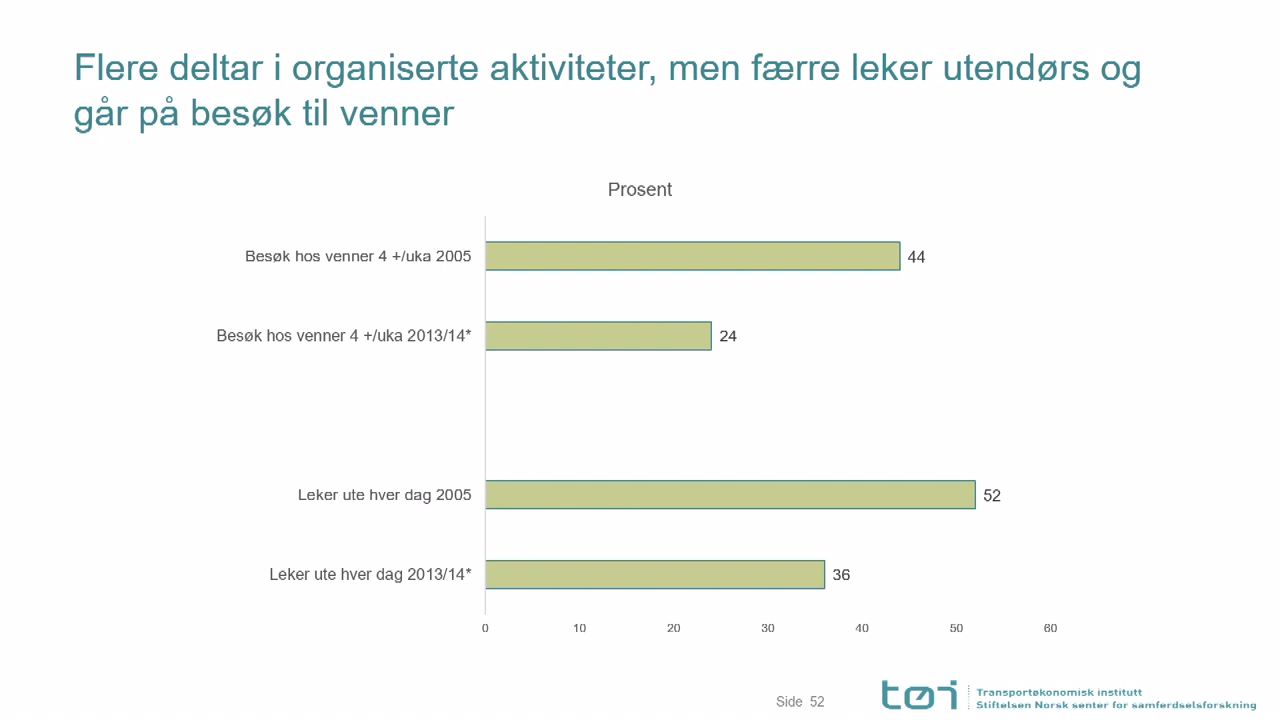 Flere deltar i organiserte aktiviteter, men færre leker utendørs og
går på besøk til venner
Prosent
Besøk hos venner 4 +/uka 2005
44
Besøk hos venner 4 +/uka 2013/14*
24
Leker ute hver dag 2005
52
Leker ute hver dag 2013/14*
36
0 10 20 30 40 50 60
Side 52
tøi
Transportøkonomisk institutt
Stiftelsen Norsk senter for samferdselsforskning